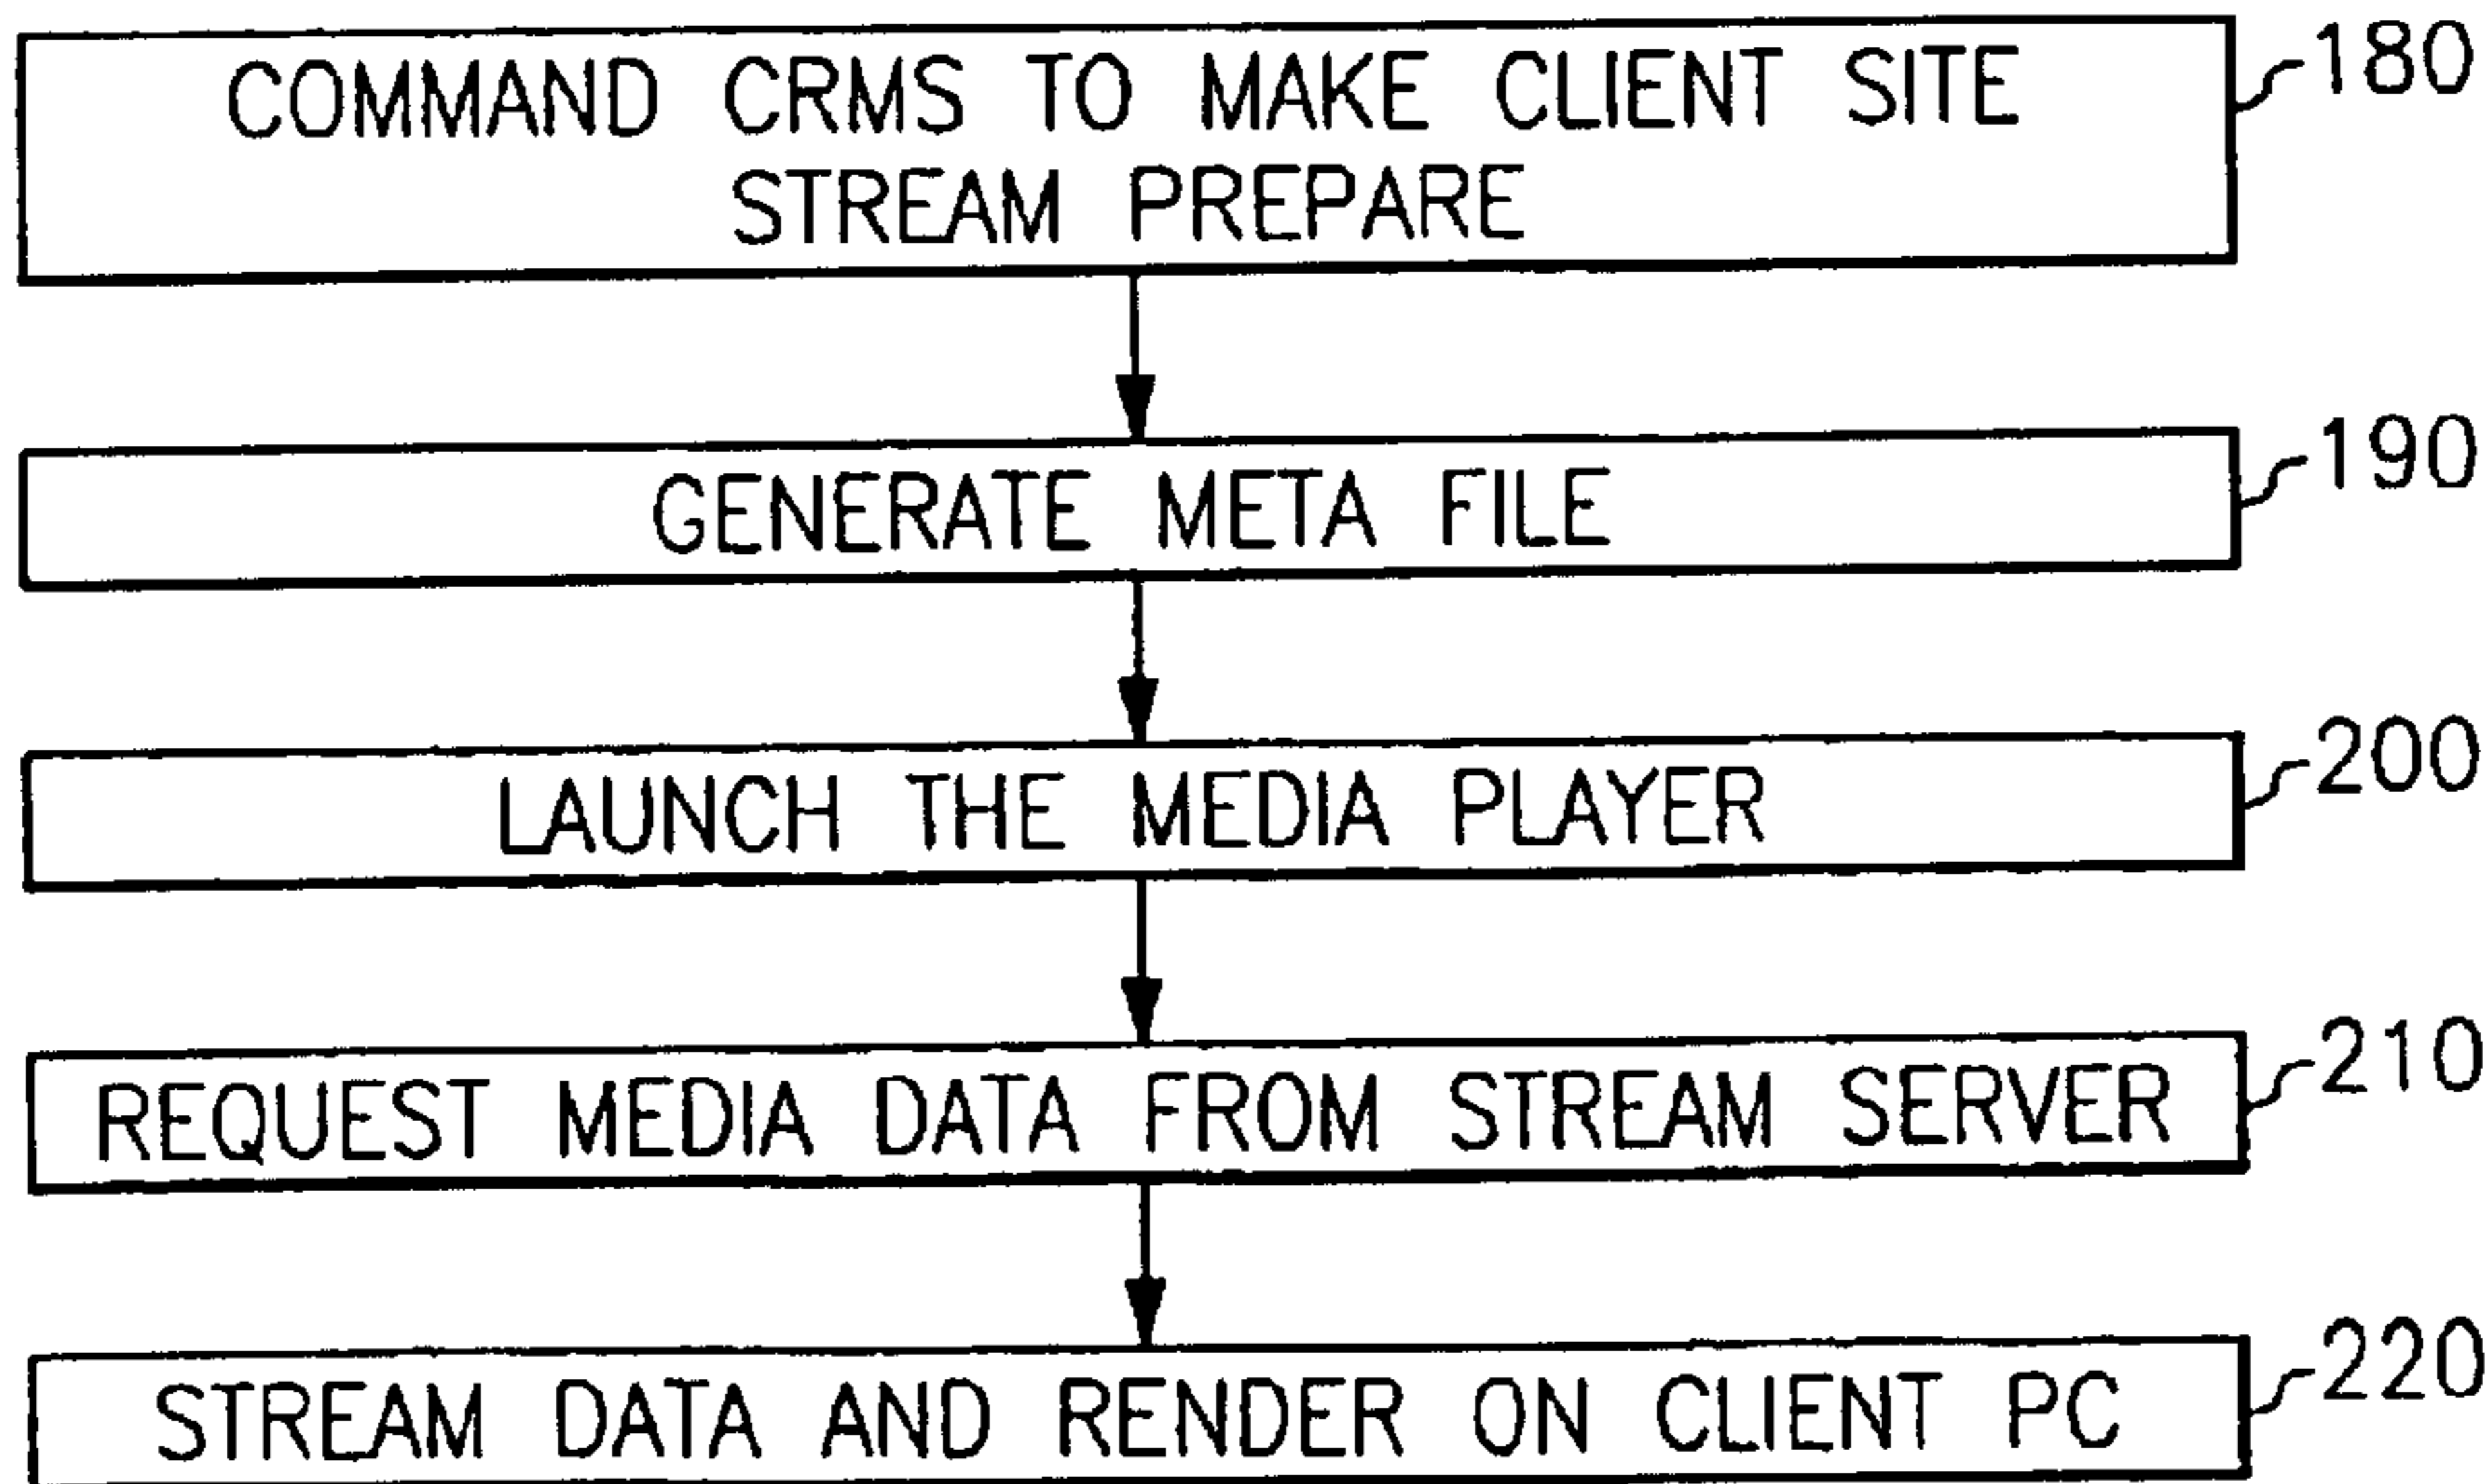 COMMAND CRMS TO MAKE CLIENT SITE
STREAM PREPARE
180
GENERATE META FILE
190
LAUNCH THE MEDIA PLAYER
200
REQUEST MEDIA DATA FROM STREAM SERVER
210
STREAM DATA AND RENDER ON CLIENT PC
220